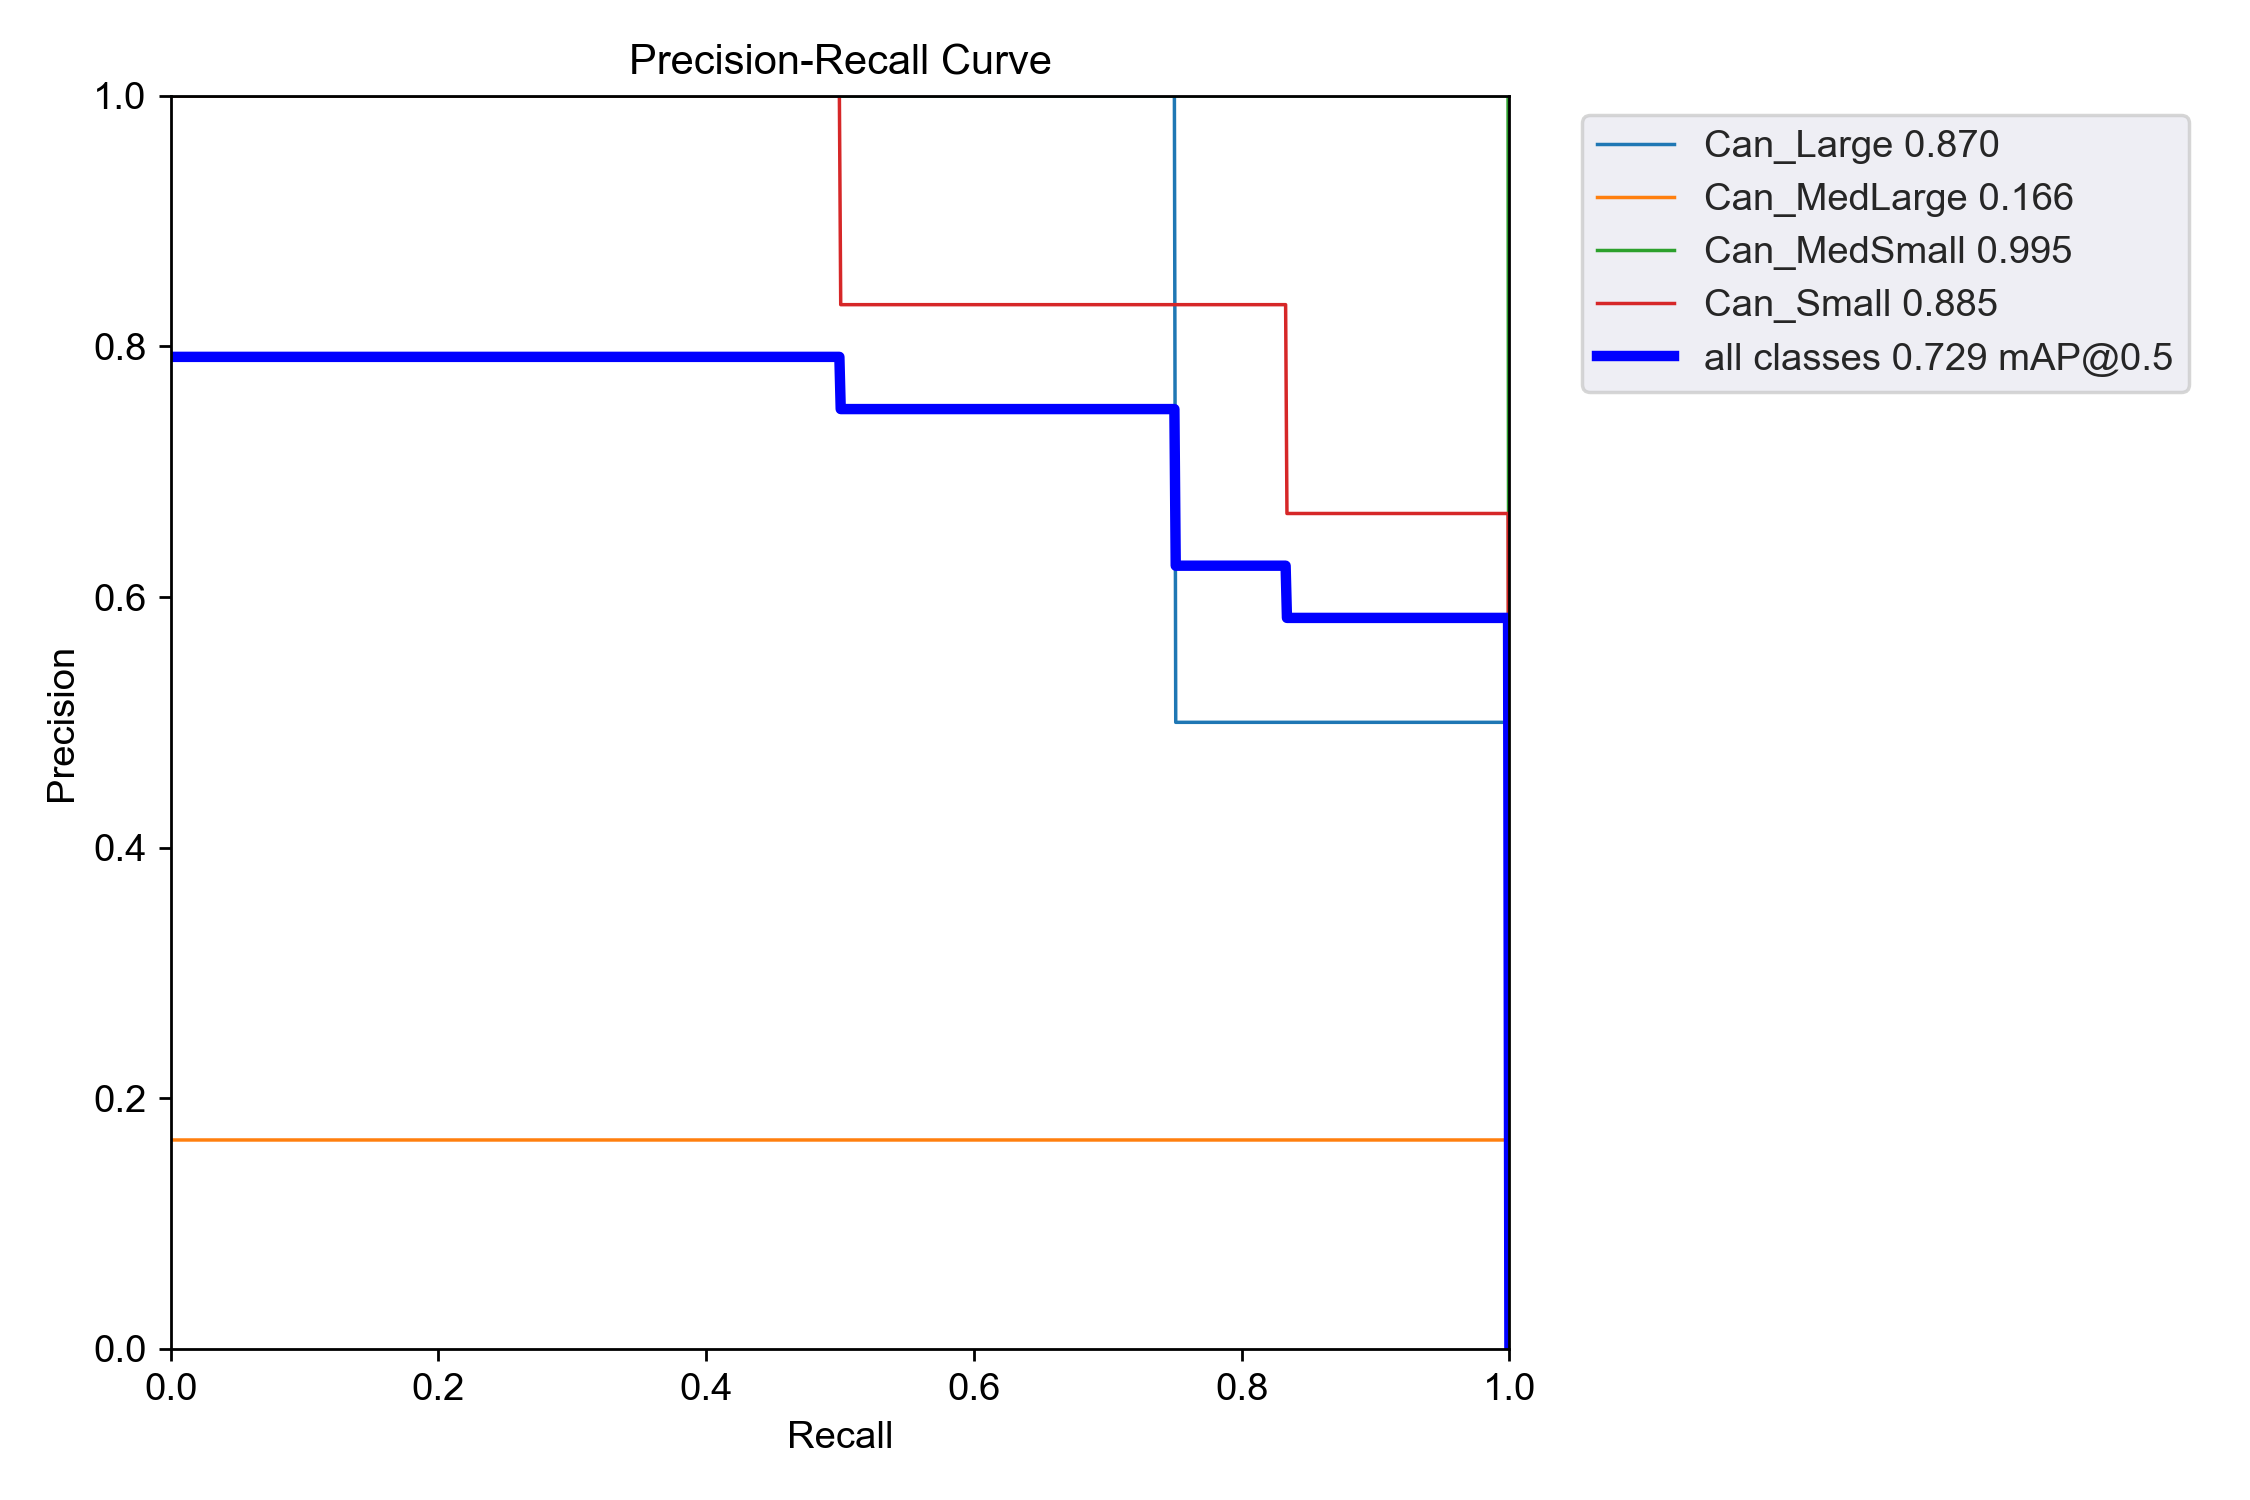 Precision-Recall Curve
1.0
0.8
0.6
0.4
0.2
0.0
Precision
0.0 0.2 0.4 0.6 0.8 1.0
Recall
Can_Large 0.870
Can_MedLarge 0.166
Can_MedSmall 0.995
Can_Small 0.885
all classes 0.729 mAP@0.5